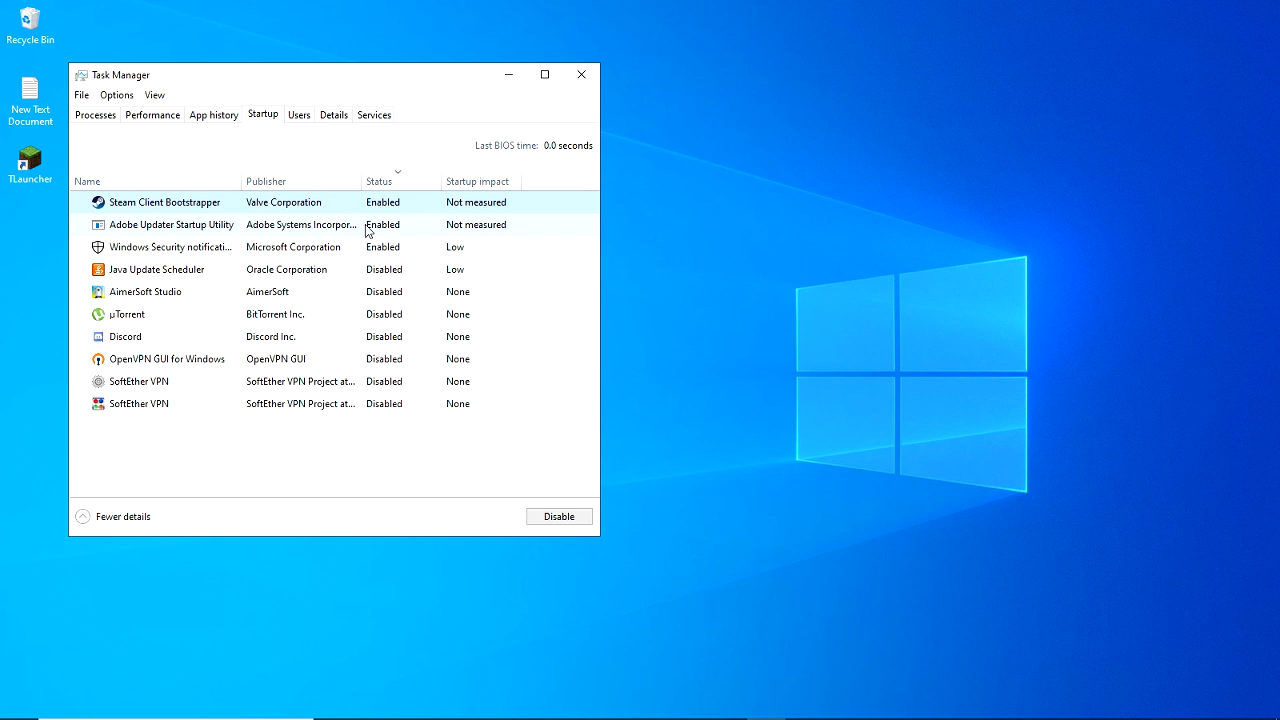 Recycle Bin
New Text
Document
TLauncher
Task Manager
File Options View
Processes Performance App history Startup Users Details Services
Last BIOS time: 0.0 seconds
Name Publisher Status Startup impact
Steam Client Bootstrapper Valve Corporation Enabled Not measured
Adobe Updater Startup Utility Adobe Systems Incorpor... Enabled Not measured
Windows Security notificati... Microsoft Corporation Enabled Low
Java Update Scheduler Oracle Corporation Disabled Low
AimerSoft Studio AimerSoft Disabled None
µTorrent BitTorrent Inc. Disabled None
Discord Discord Inc. Disabled None
OpenVPN GUI for Windows OpenVPN GUI Disabled None
SoftEther VPN SoftEther VPN Project at... Disabled None
SoftEther VPN SoftEther VPN Project at... Disabled None
Fewer details Disable